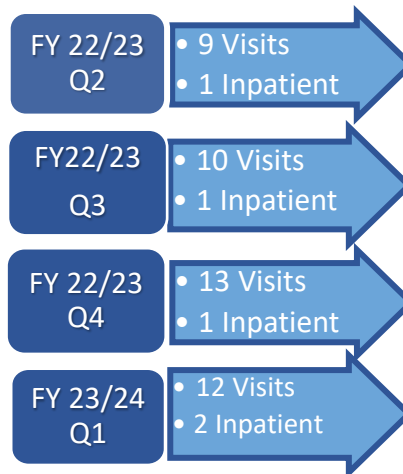 FY 22/23
Q2
• 9 Visits
• 1 Inpatient
FY22/23
Q3
• 10 Visits
• 1 Inpatient
FY 22/23
Q4
• 13 Visits
• 1 Inpatient
FY 23/24
Q1
• 12 Visits
• 2 Inpatient